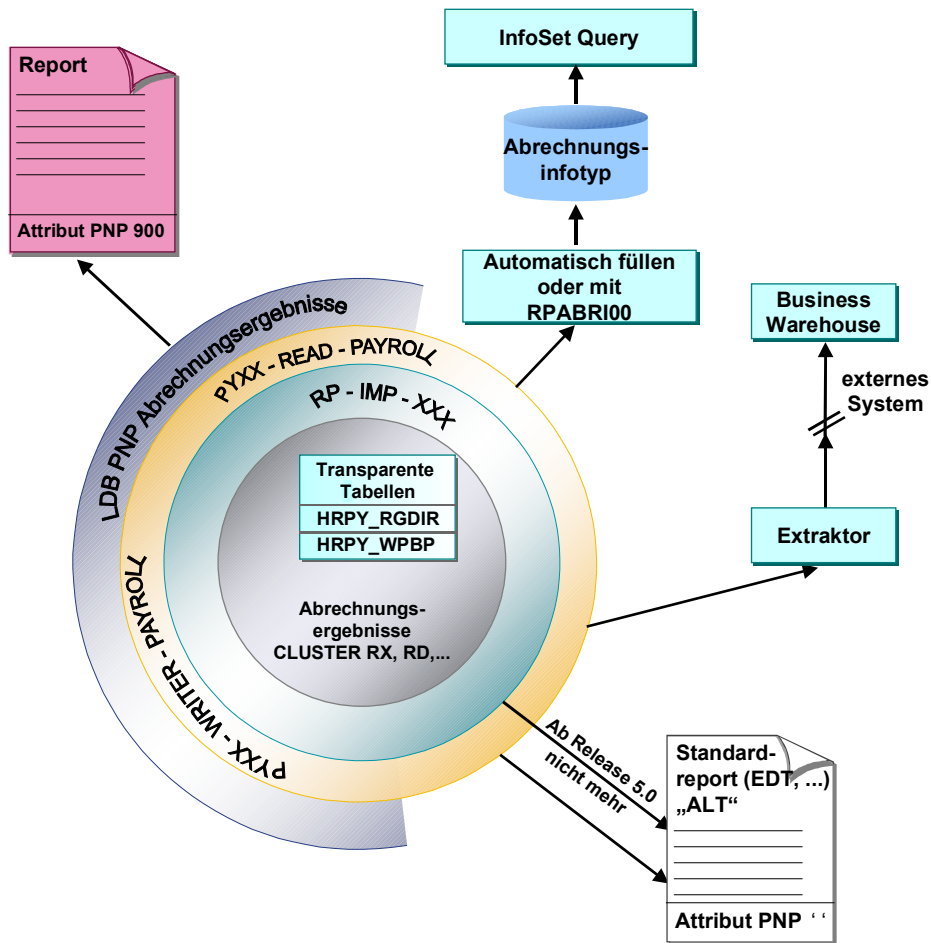 InfoSet Query
Report
Abrechnungs-
infotyp
Attribut PNP 900
Automatisch füllen
oder mit
RPABRI00
Business
Warehouse
externes
System
LDB PNP Abrechnungsergebnisse
PYXX - READ - PAYROLL
RP - IMP - XXX
Transparente
Tabellen
HRPY_RGDIR
HRPY_WPBP
Extraktor
Abrechnungs-
ergebnisse
CLUSTER RX, RD,...
PYXX - WRITER - PAYROLL
Ab Release 5.0
nicht mehr
Standard-
report (EDT, ...)
„ALT“
Attribut PNP ‘ ‘